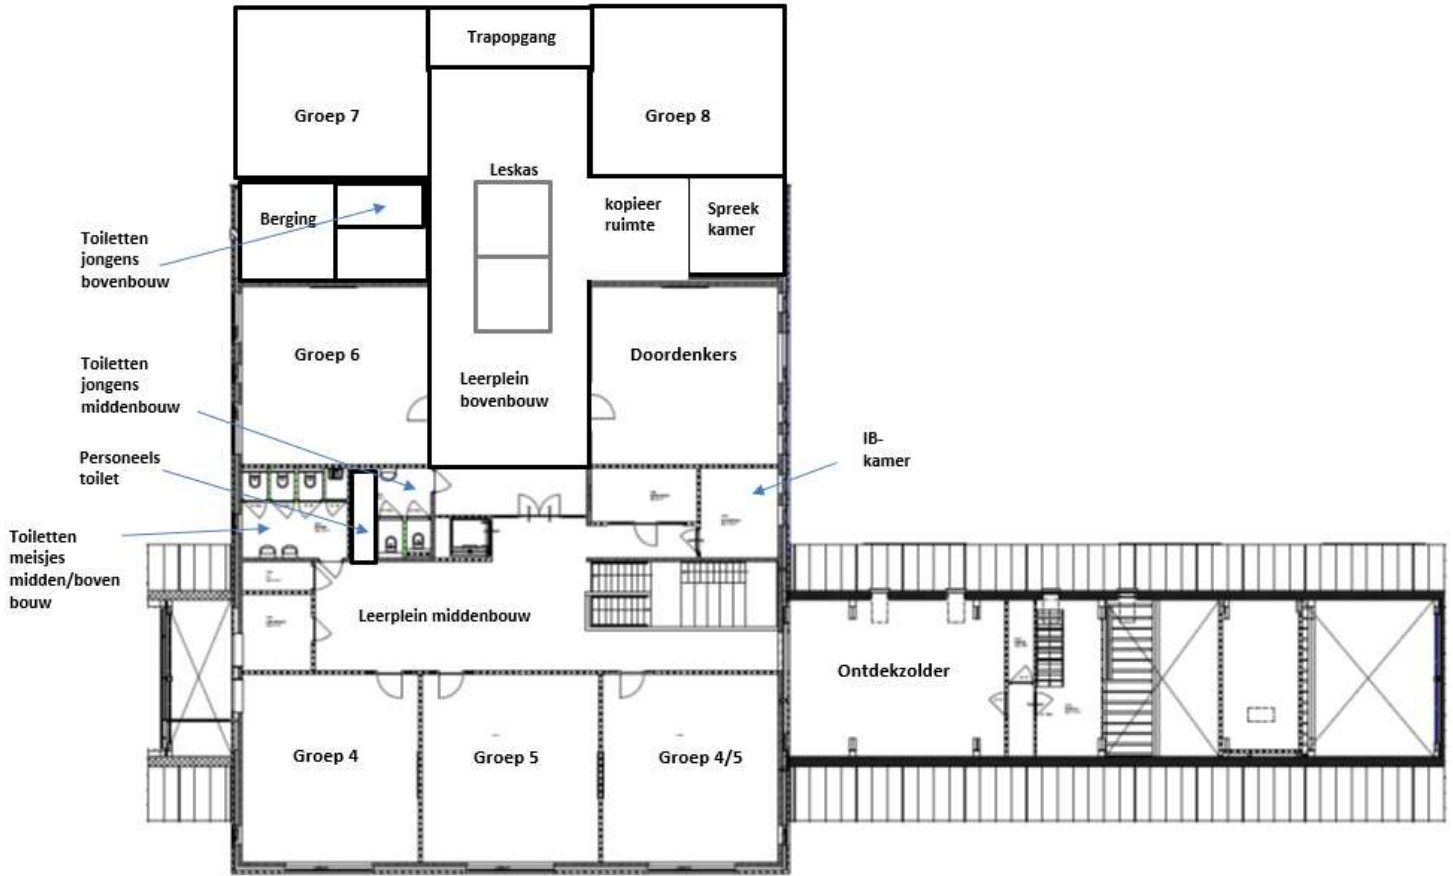 Trapopgang
Groep 7
Groep 8
Leskas
Berging
kopieer
ruimte
Spreek
kamer
Toiletten
jongens
bovenbouw
Groep 6
Doordenkers
Toiletten
jongens
middenbouw
Leerplein
bovenbouw
Personeels
toilet
IB-
kamer
Toiletten
meisjes
midden/boven
bouw
Leerplein middenbouw
Ontdekzolder
Groep 4
Groep 5
Groep 4/5